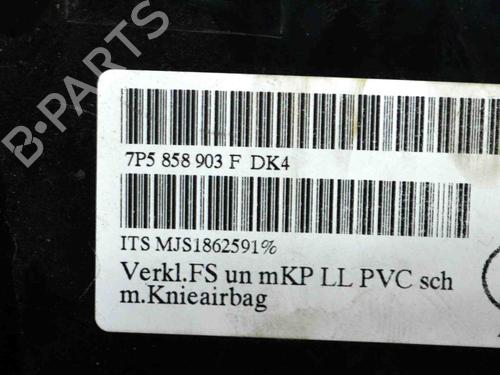 B-PARTS
7P5 858 903 F DK4
ITS MJS1862591%
Verkl.FS un mKP LL PVC sch
m.Knieairbag